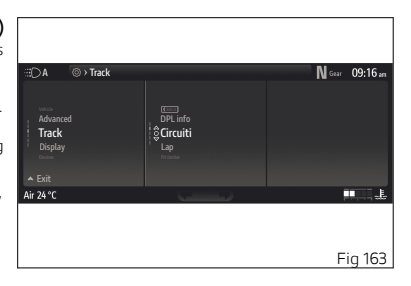 )
s
A > Track N Gear 09:16 am
Advanced DPL info
Track Circuiti
Display Lap
Exit
Air 24 °C
g
Fig 163